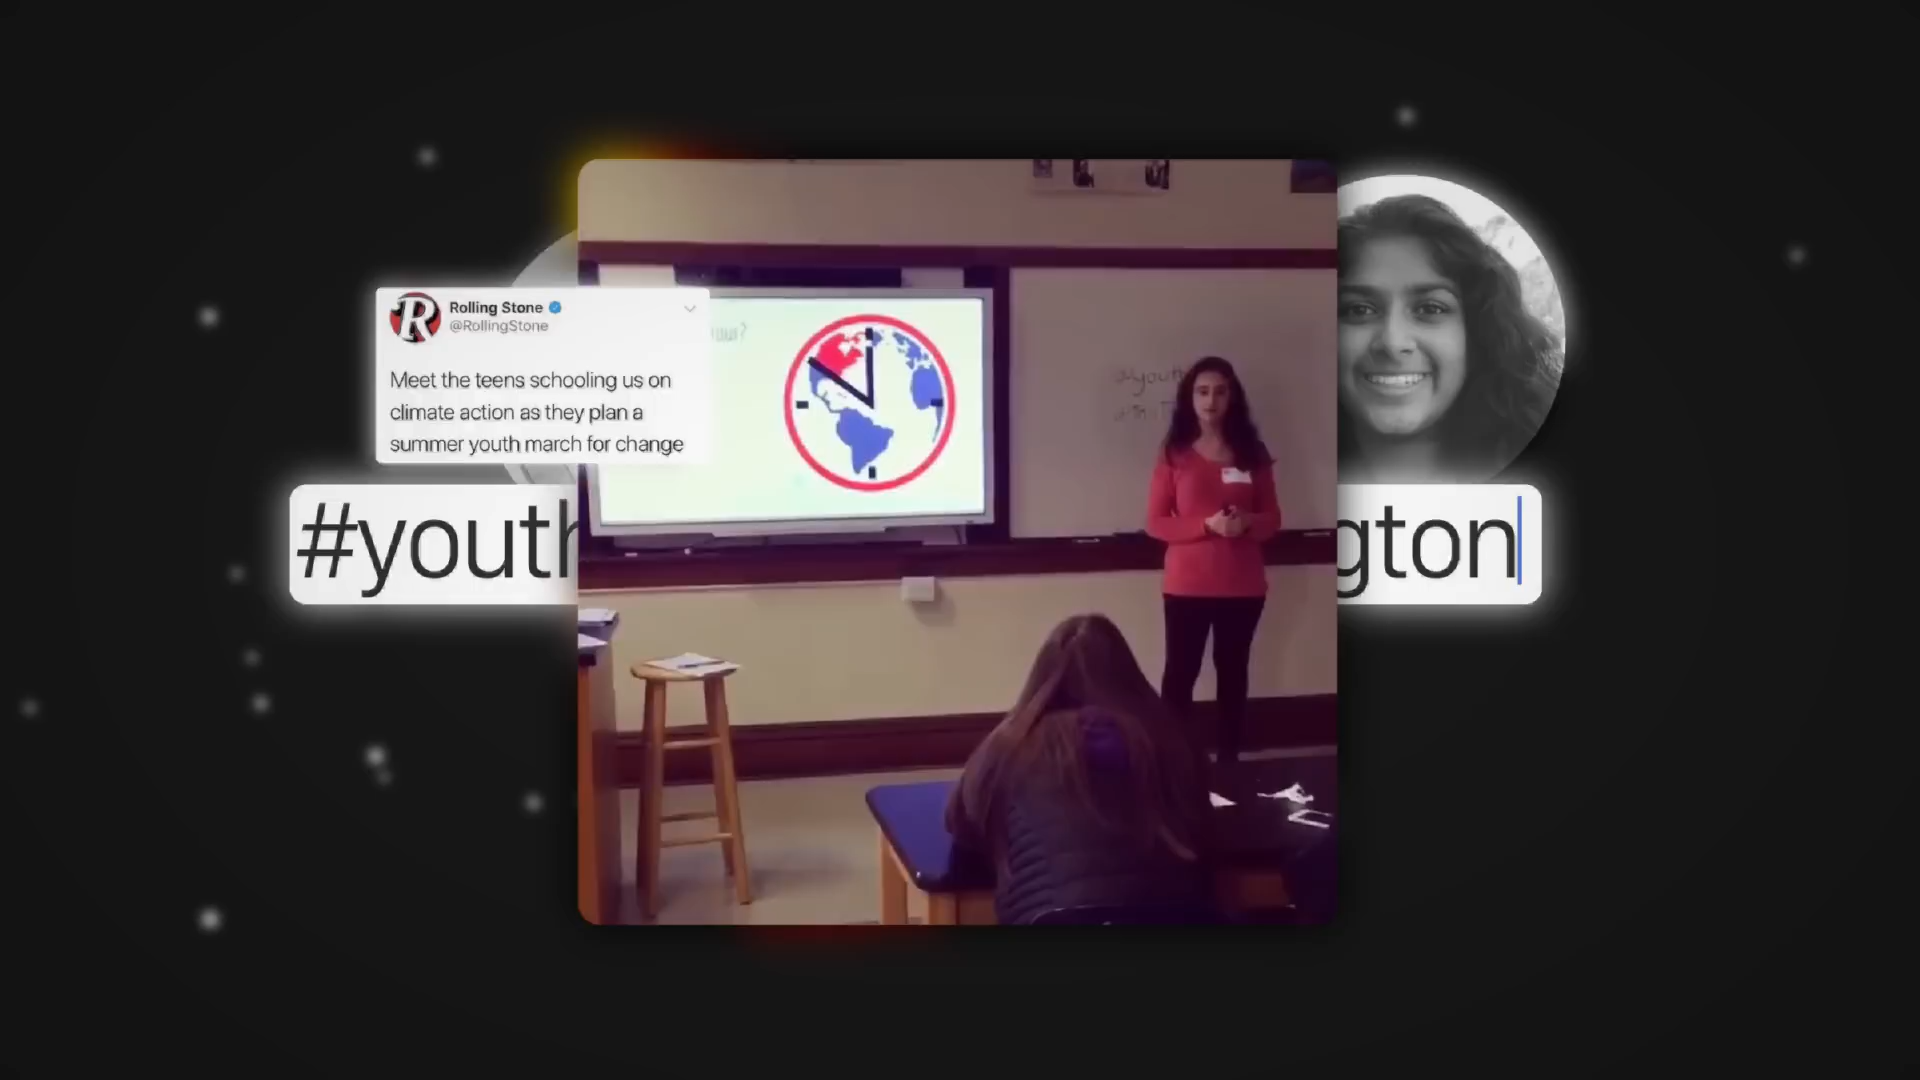 Rolling Stone
@RollingStone
Meet the teens schooling us on
climate action as they plan a
summer youth march for change
#youth
gton